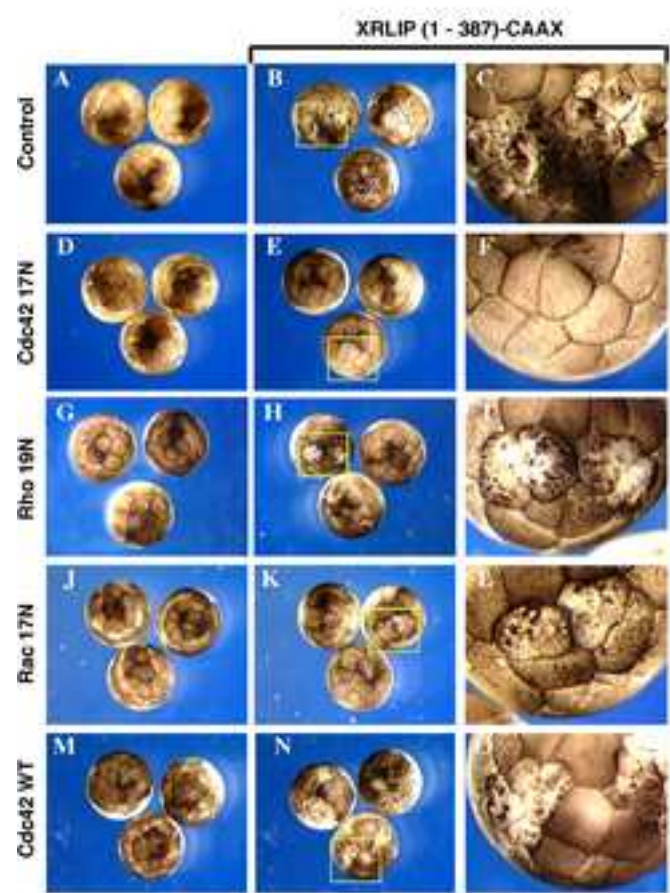 XRLIP (1 - 387)-CAAX
Control
A
B
C
Cdc42 17N
D
E
F
Rho 19N
G
H
I
Rac 17N
J
K
L
Cdc42 WT
M
N